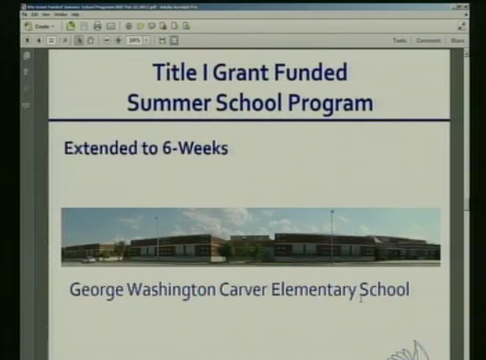 Title I Grant Funded
Summer School Program
Extended to 6-Weeks
George Washington Carver Elementary School